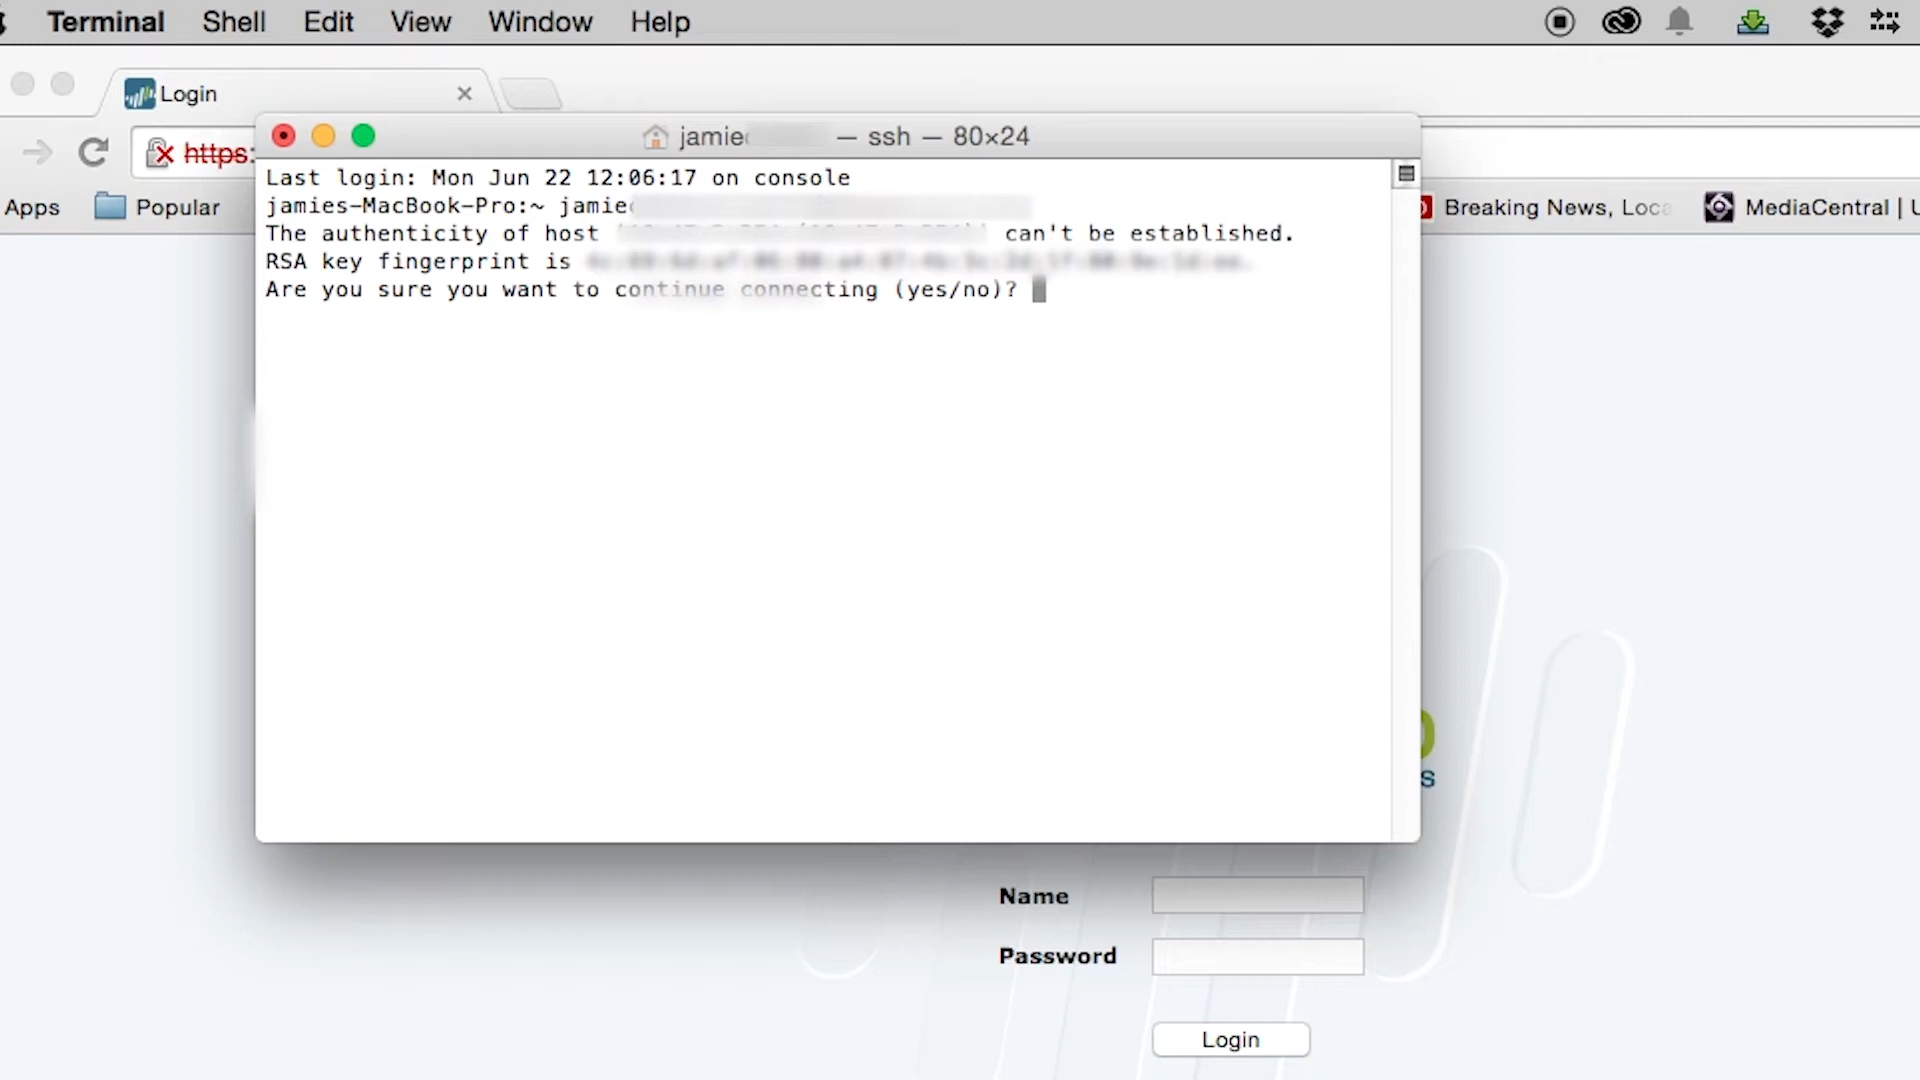 Terminal Shell Edit View Window Help
Login
https:
jamie — ssh — 80×24
Apps Popular Breaking News, Loca MediaCentral | U
Last login: Mon Jun 22 12:06:17 on console
jamies-MacBook-Pro:~ jamie
The authenticity of host can't be established.
RSA key fingerprint is
Are you sure you want to continue connecting (yes/no)?
s
Name
Password
Login